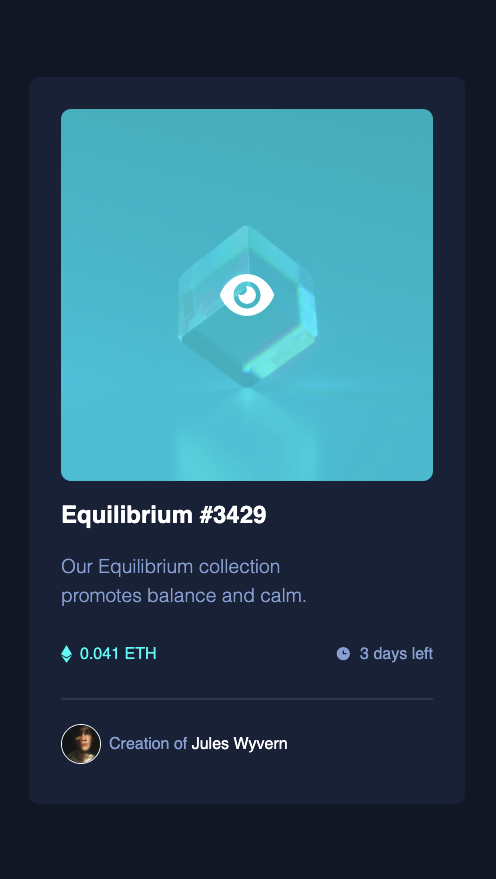 Equilibrium #3429
Our Equilibrium collection
promotes balance and calm.
0.041 ETH
3 days left
Creation of Jules Wyvern